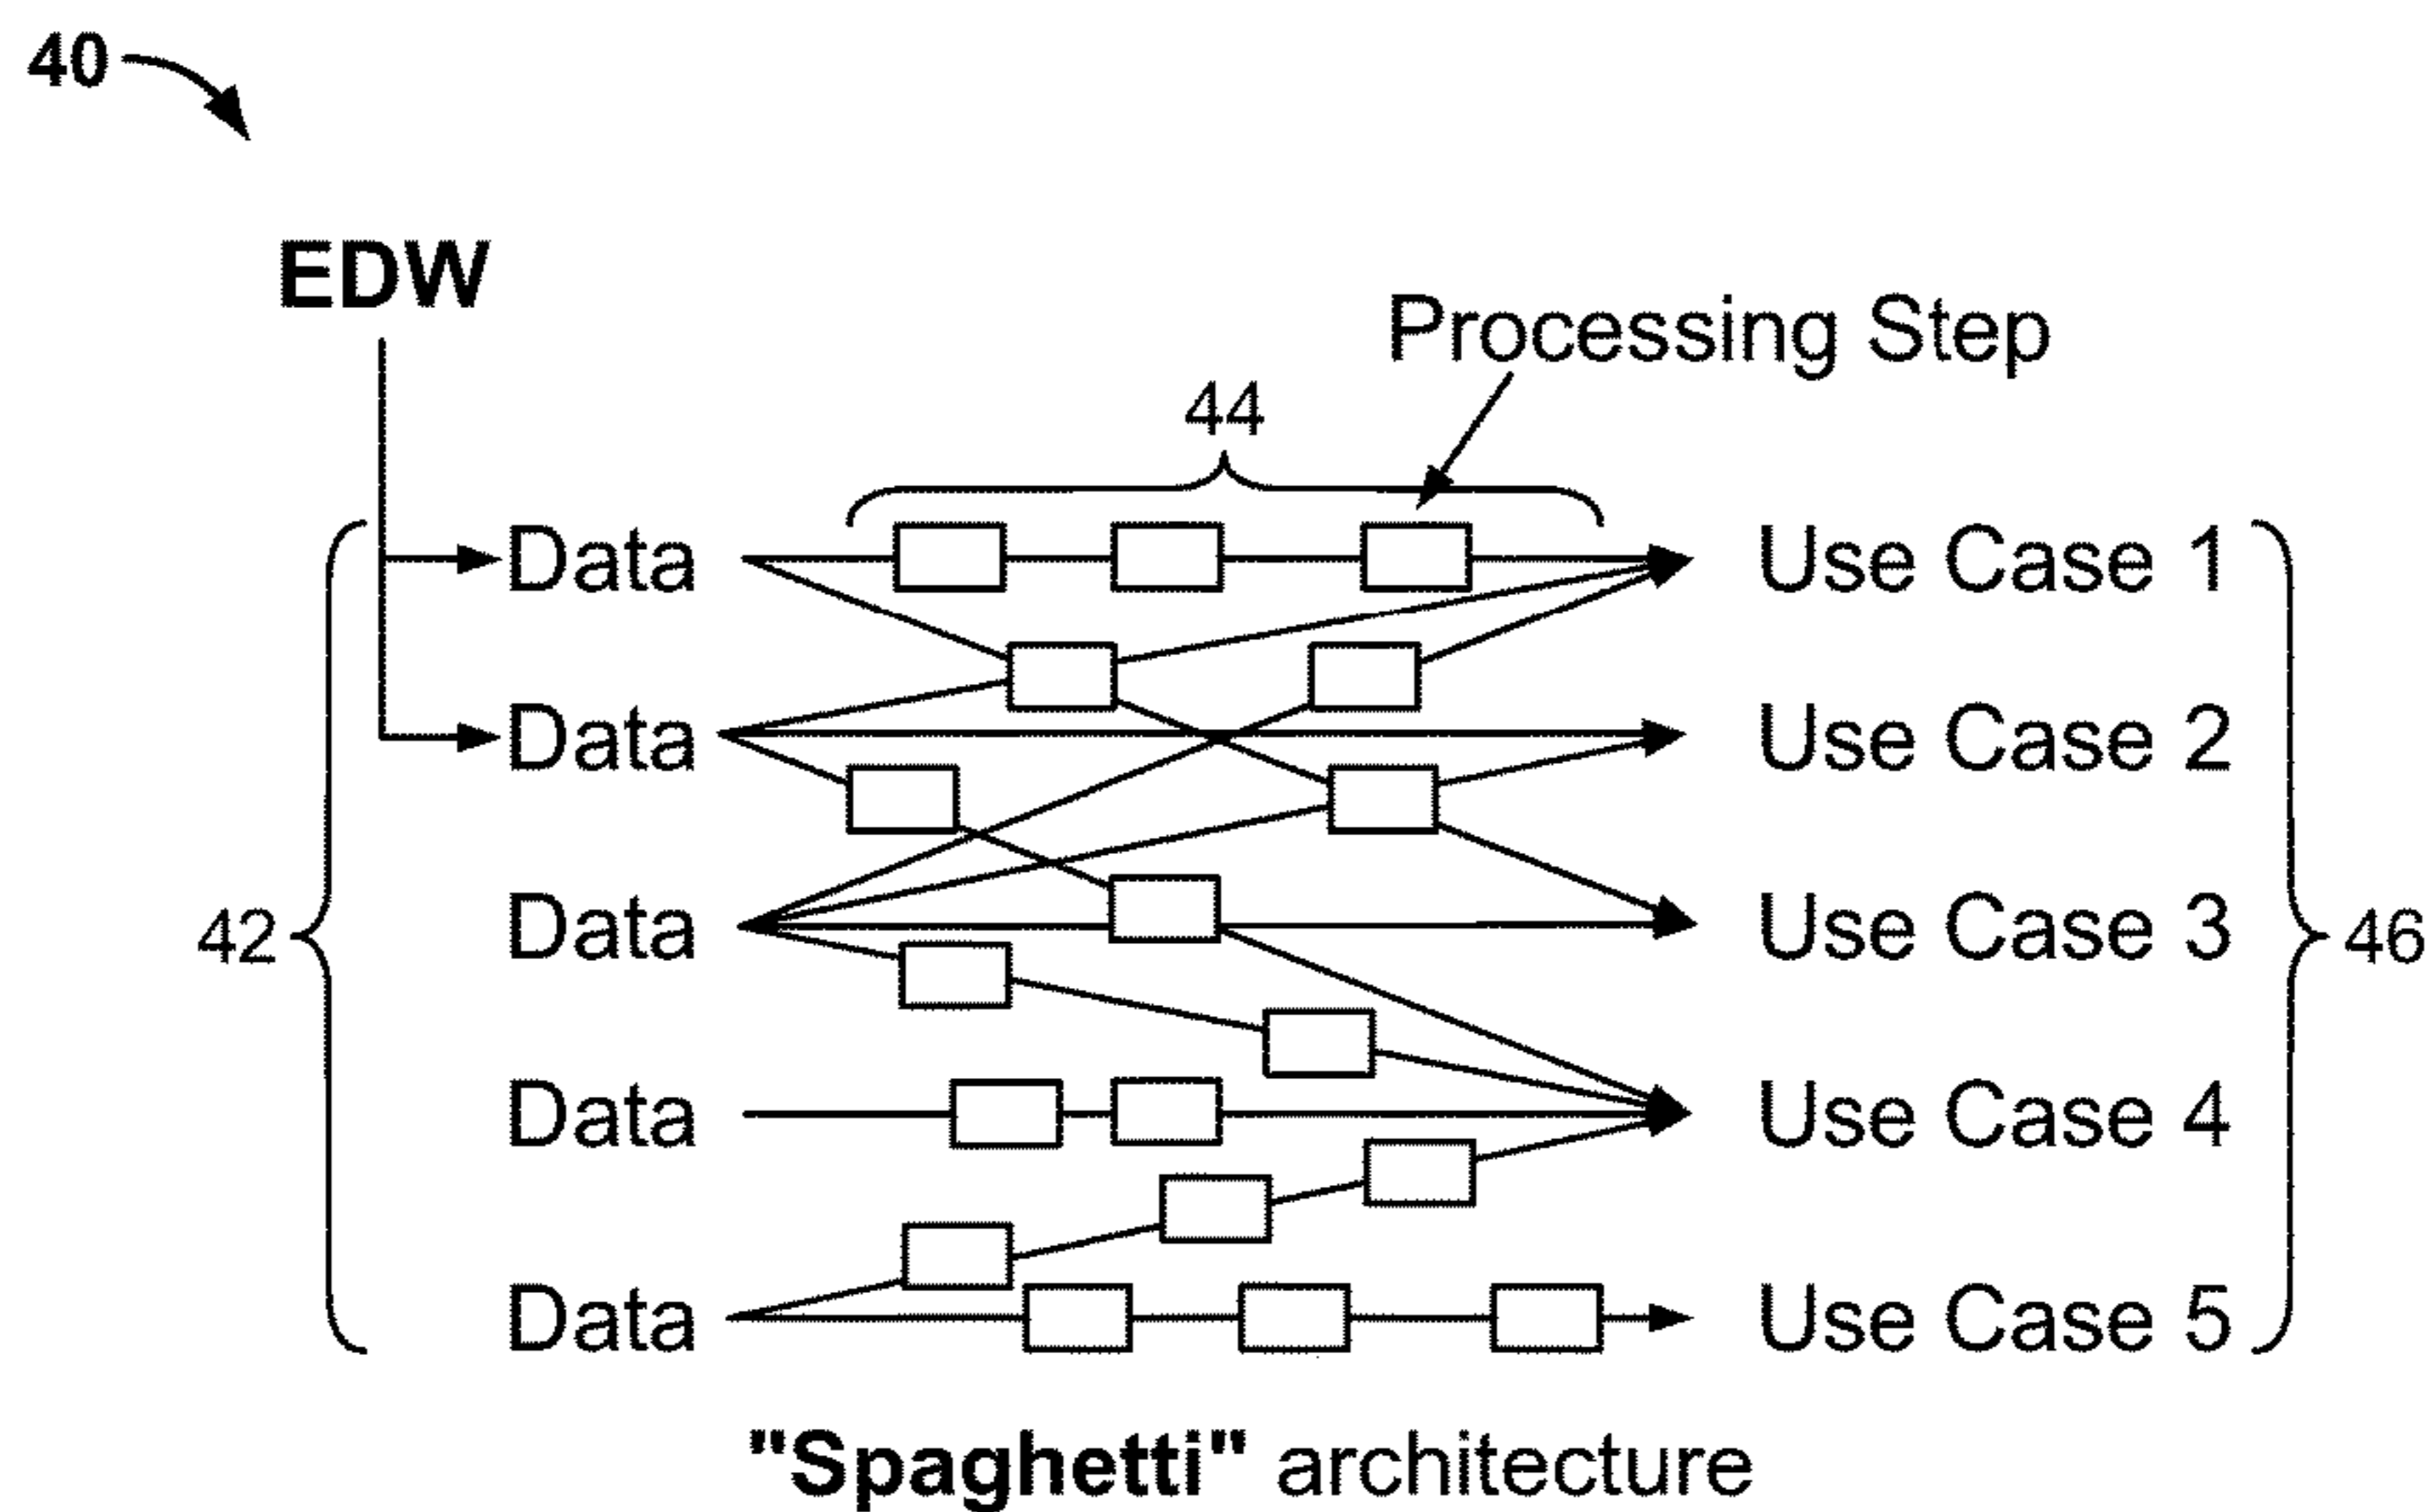 40
EDW
Processing Step
44
Data
Use Case 1
Data
Use Case 2
42
Data
Use Case 3
46
Data
Use Case 4
Data
Use Case 5
"Spaghetti" architecture